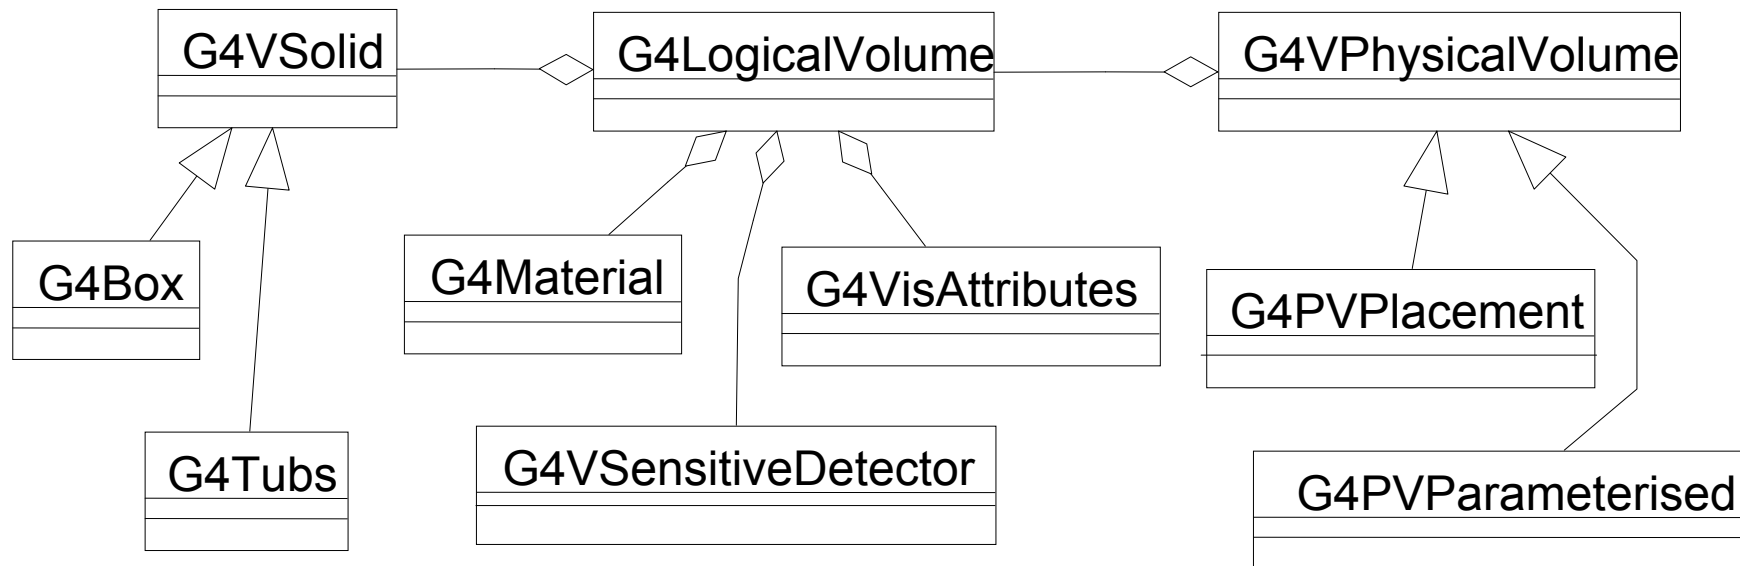 G4VSolid
G4LogicalVolume
G4VPhysicalVolume
G4Box
G4Material
G4VisAttributes
G4PVPlacement
G4Tubs
G4VSensitiveDetector
G4PVParameterised